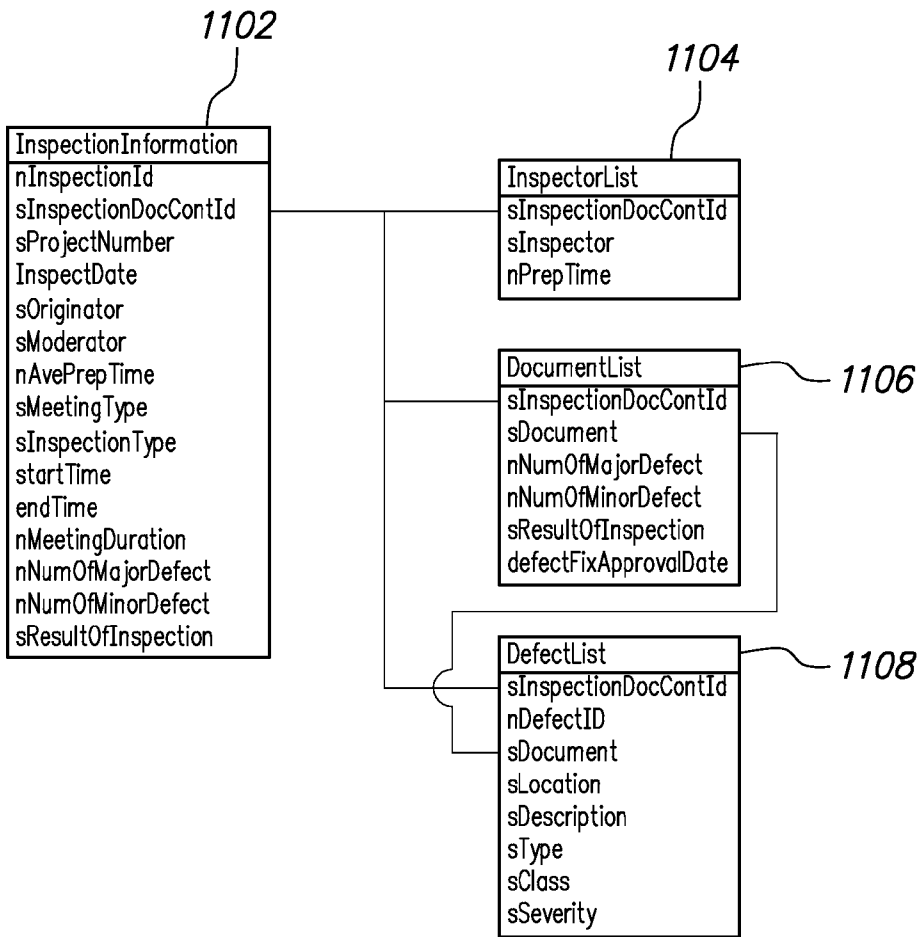 1102
InspectionInformation
nInspectionId
sInspectionDocContId
sProjectNumber
InspectDate
sOriginator
sModerator
nAvePrepTime
sMeetingType
sInspectionType
startTime
endTime
nMeetingDuration
nNumOfMajorDefect
nNumOfMinorDefect
sResultOfInspection
1104
InspectorList
sInspectionDocContId
sInspector
nPrepTime
1106
DocumentList
sInspectionDocContId
sDocument
nNumOfMajorDefect
nNumOfMinorDefect
sResultOfInspection
defectFixApprovalDate
1108
DefectList
sInspectionDocContId
nDefectID
sDocument
sLocation
sDescription
sType
sClass
sSeverity